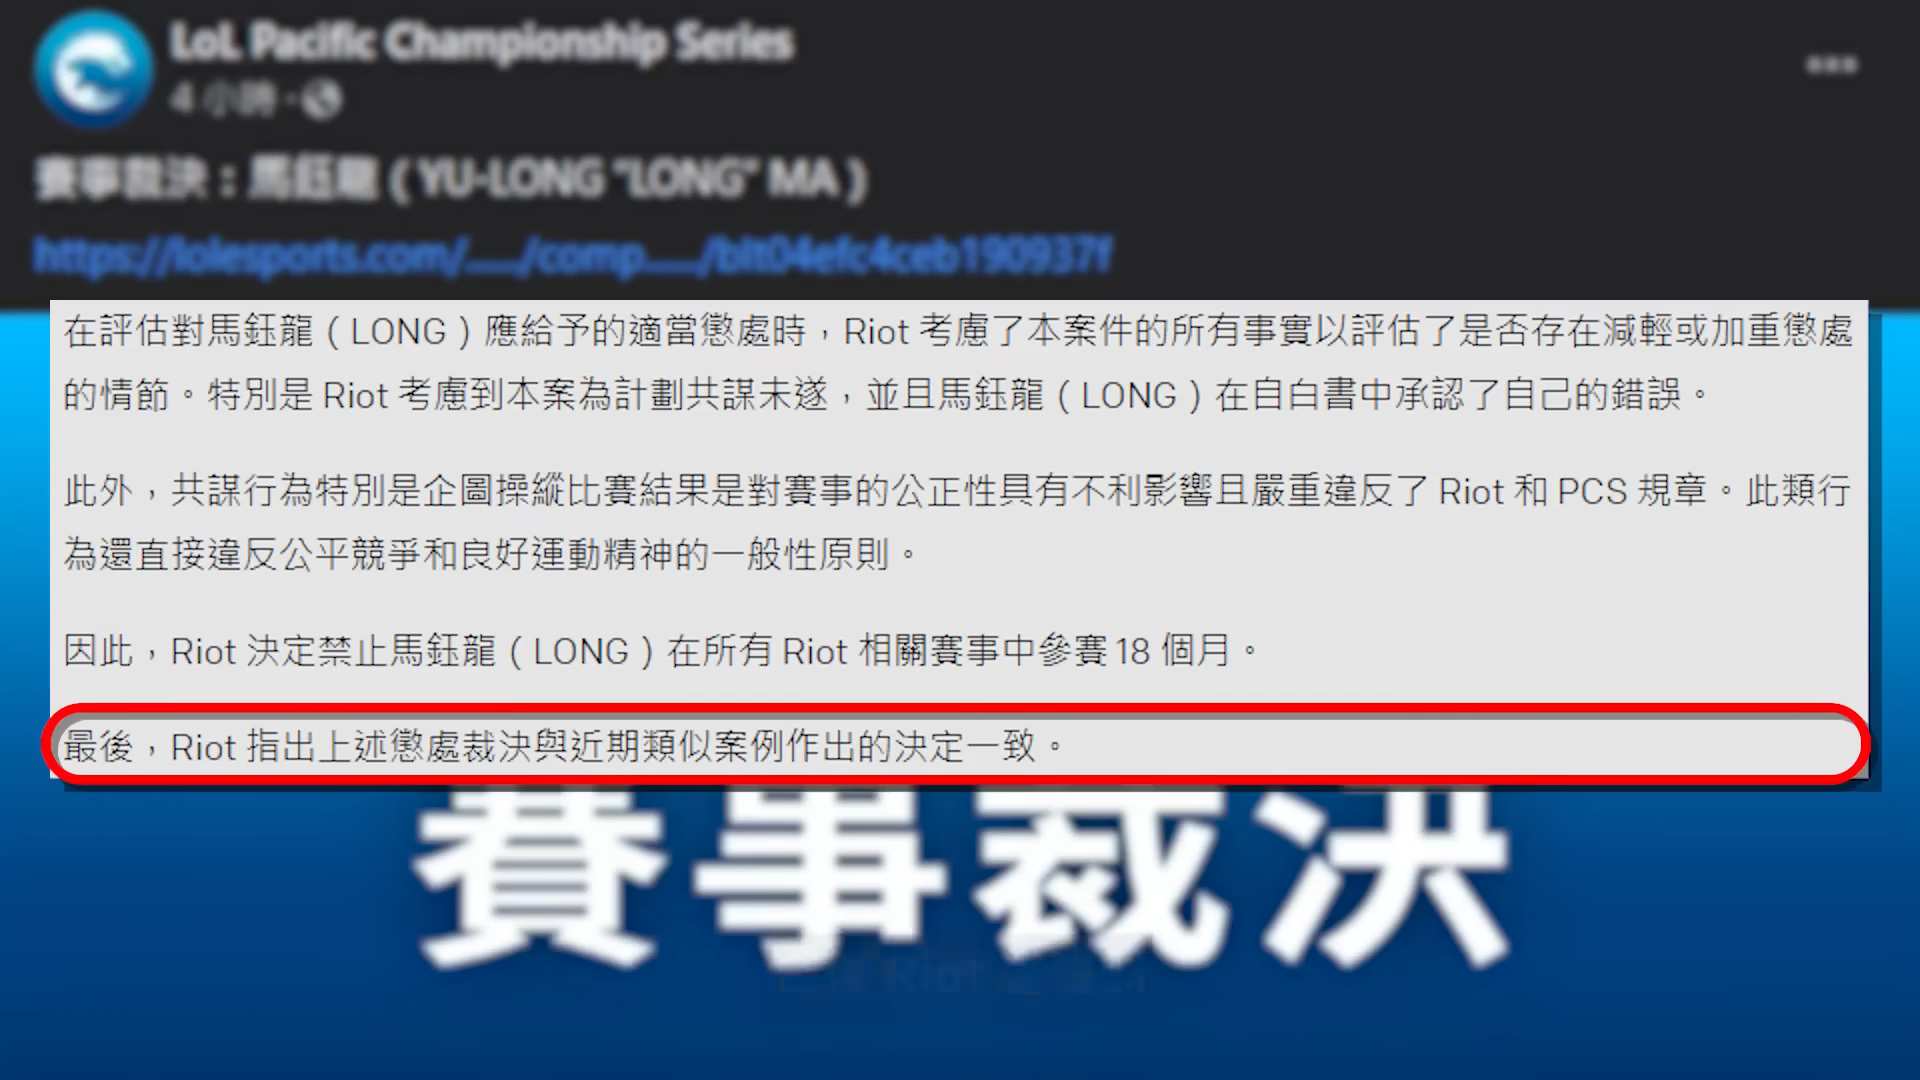 LoL Pacific Championship Series
4 小時
賽事裁決：馬鈺龍（YU-LONG "LONG" MA）
https://lolesports.com/....../comp....../blt04efc4ceb190937f
在評估對馬鈺龍（LONG）應給予的適當懲處時，Riot 考慮了本案件的所有事實以評估了是否存在減輕或加重懲處
的情節。特別是 Riot 考慮到本案為計劃共謀未遂，並且馬鈺龍（LONG）在自白書中承認了自己的錯誤。
此外，共謀行為特別是企圖操縱比賽結果是對賽事的公正性具有不利影響且嚴重違反了 Riot 和 PCS 規章。此類行
為還直接違反公平競爭和良好運動精神的一般性原則。
因此，Riot 決定禁止馬鈺龍（LONG）在所有 Riot 相關賽事中參賽 18 個月。
最後，Riot 指出上述懲處裁決與近期類似案例作出的決定一致。
賽事裁決